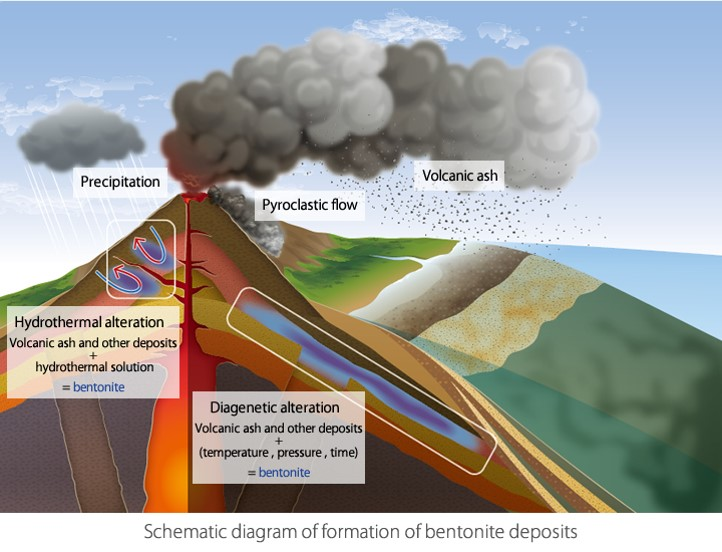 Volcanic ash
Precipitation
Pyroclastic flow
Hydrothermal alteration
Volcanic ash and other deposits
+
hydrothermal solution
= bentonite
Diagenetic alteration
Volcanic ash and other deposits
+
(temperature , pressure , time)
= bentonite
Schematic diagram of formation of bentonite deposits